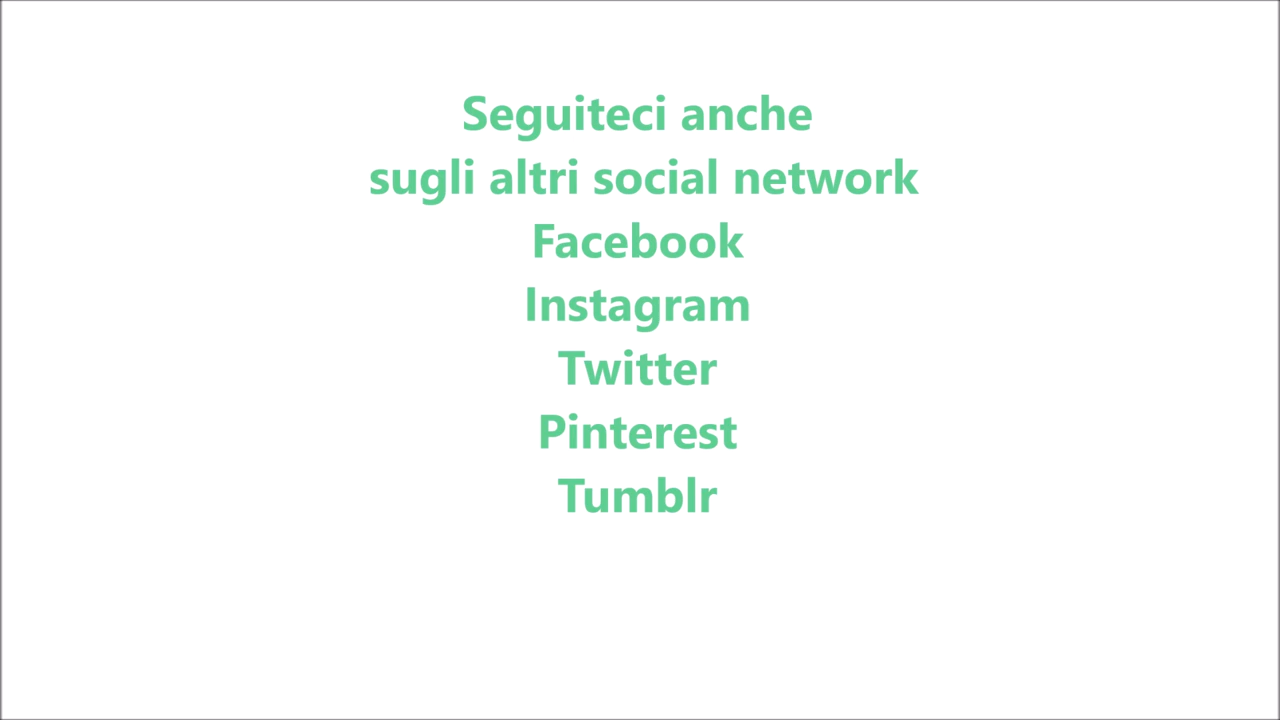 Seguiteci anche
sugli altri social network
Facebook
Instagram
Twitter
Pinterest
Tumblr